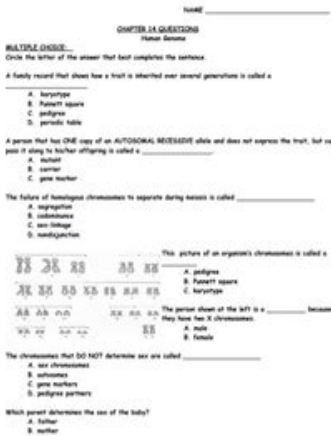 NAME
CHAPTER 14 QUESTIONS
Human Genome
MULTIPLE CHOICE:
Circle the letter of the answer that best completes the sentence.
A family record that shows how a trait is inherited over several generations is called a
A. karyotype
B. Punnett square
C. pedigree
D. periodic table
A person that has ONE copy of an AUTOSOMAL RECESSIVE allele and does not express the trait, but ca
pass it along to his/her offspring is called a
A. mutant
B. carrier
C. gene marker
The failure of homologous chromosomes to separate during meiosis is called
A. segregation
B. codominance
C. sex-linkage
D. nondisjunction
This picture of an organism's chromosomes is called a
A. pedigree
B. Punnett square
C. karyotype
The person shown at the left is a because
they have two X chromosomes.
A. male
B. female
The chromosomes that DO NOT determine sex are called
A. sex chromosomes
B. autosomes
C. gene markers
D. pedigree partners
Which parent determines the sex of the baby?
A. father
B. mother